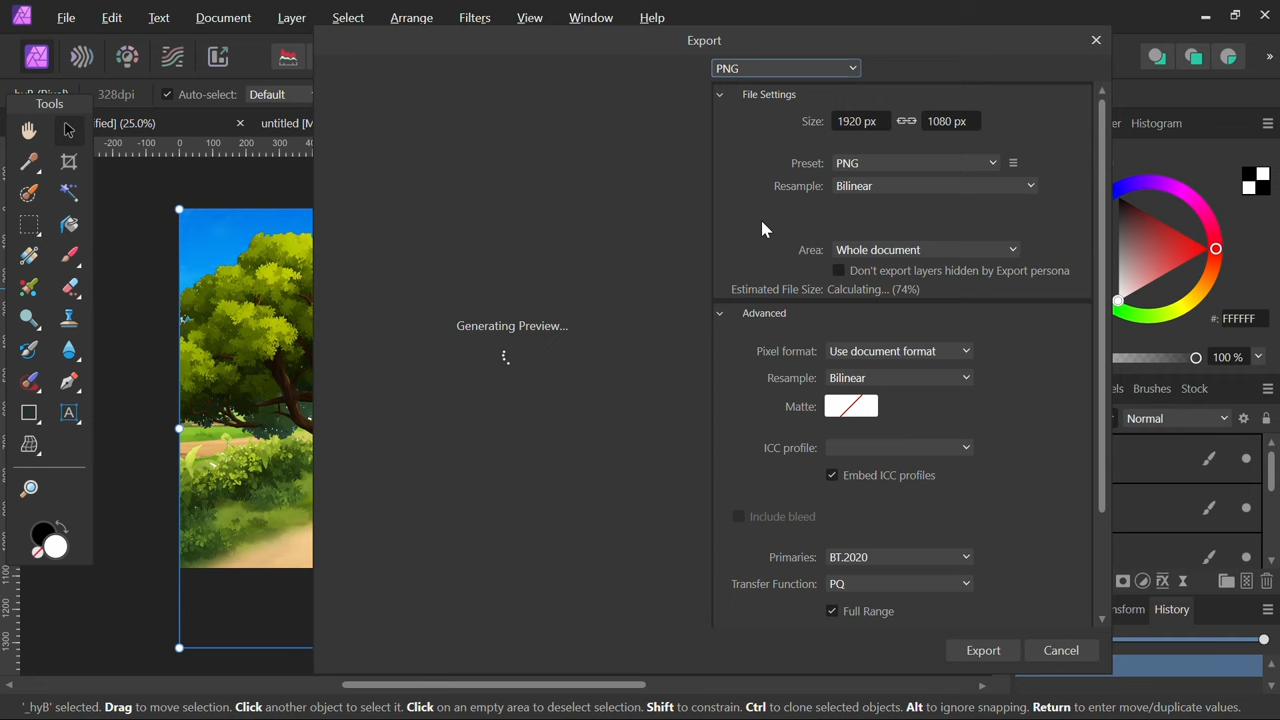 File Edit Text Document Layer Select Arrange Filters View Window Help
Export
PNG
328dpi Auto-select: Default
Tools
File Settings
ified] (25.0%) untitled [M
Histogram
Size: 1920 px 1080 px
-200 -100 0 100 200 300
Preset: PNG
Resample: Bilinear
Area: Whole document
Don't export layers hidden by Export persona
Estimated File Size: Calculating... (74%)
Advanced
#: FFFFFF
Generating Preview...
Pixel format: Use document format
100 %
Resample: Bilinear
Brushes Stock
Matte:
Normal
ICC profile:
Embed ICC profiles
Include bleed
Primaries: BT.2020
Transfer Function: PQ
1100
1200
1300
Full Range
History
Export Cancel
'_hyB' selected. Drag to move selection. Click another object to select it. Click on an empty area to deselect selection. Shift to constrain. Ctrl to clone selected objects. Alt to ignore snapping. Return to enter move/duplicate values.